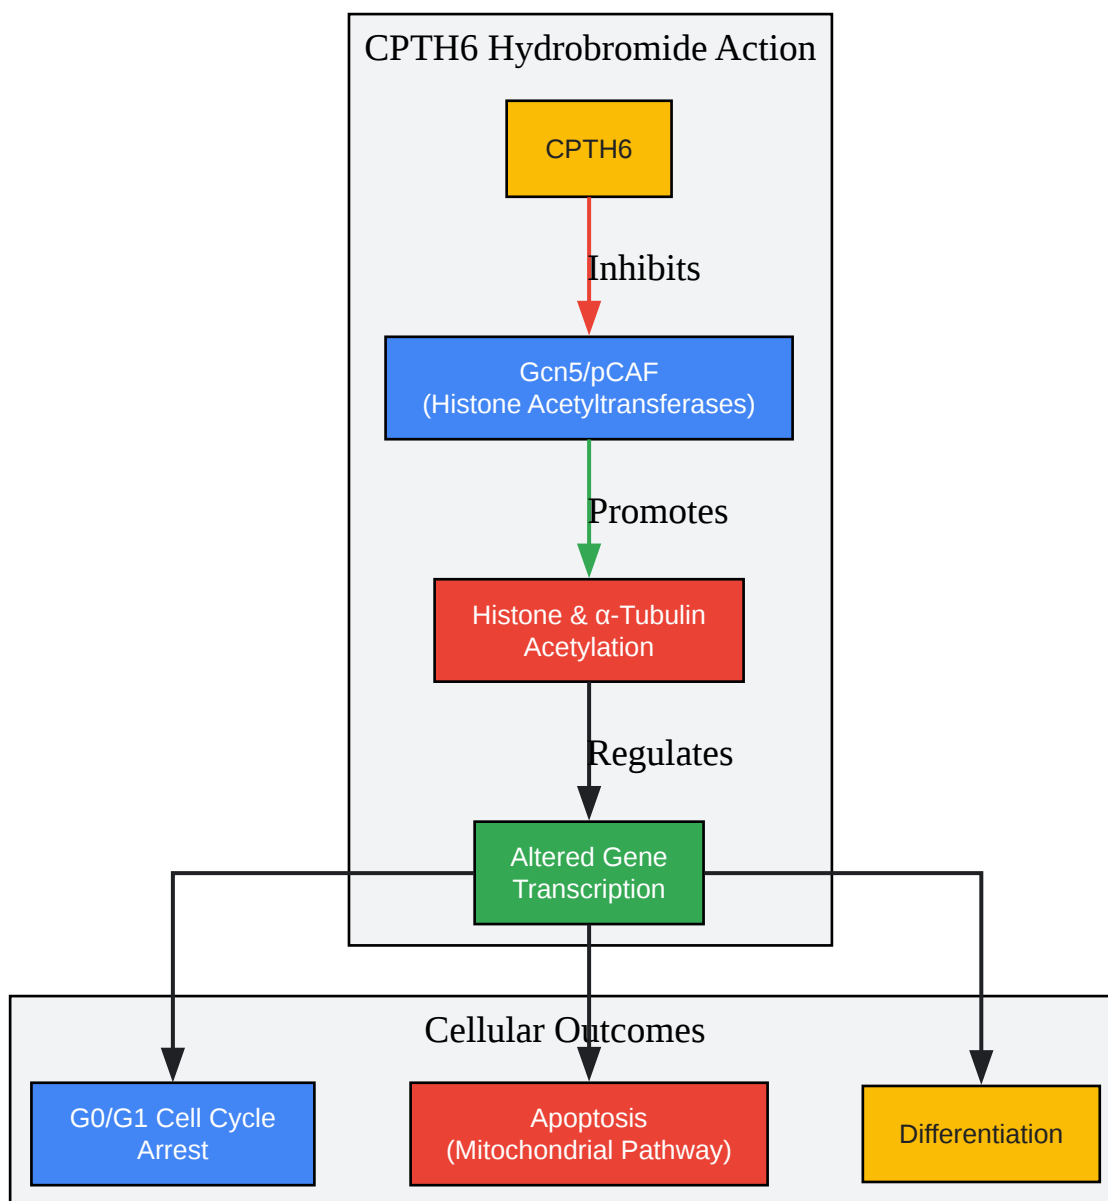 CPTH6 Hydrobromide Action
CPTH6
Inhibits
Gcn5/pCAF
(Histone Acetyltransferases)
Promotes
Histone & α-Tubulin
Acetylation
Regulates
Altered Gene
Transcription
Cellular Outcomes
G0/G1 Cell Cycle
Arrest
Apoptosis
(Mitochondrial Pathway)
Differentiation